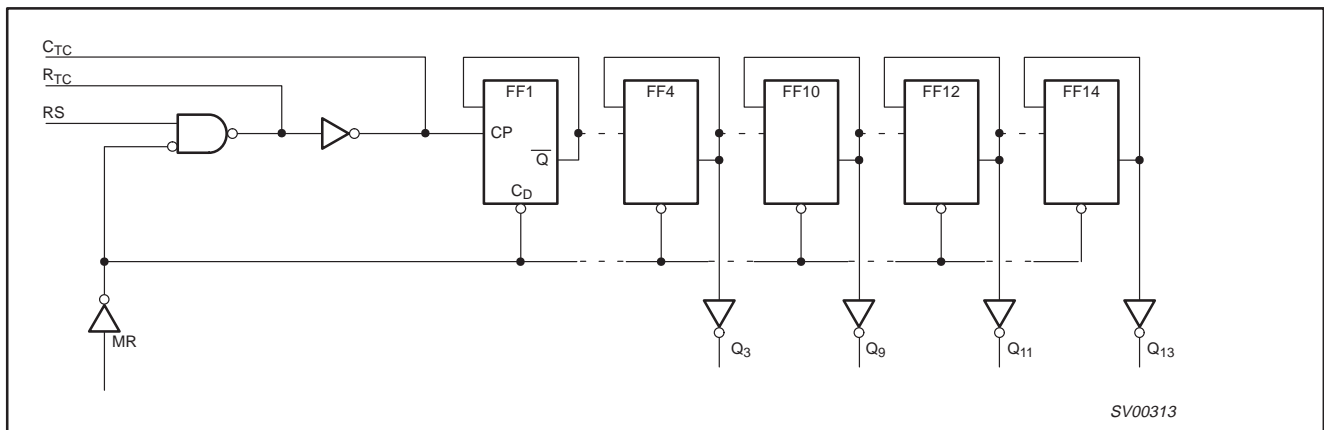 C_TC
R_TC
RS
FF1
FF4
FF10
FF12
FF14
CP
Q̅
C_D
MR
Q_3
Q_9
Q_11
Q_13
SV00313